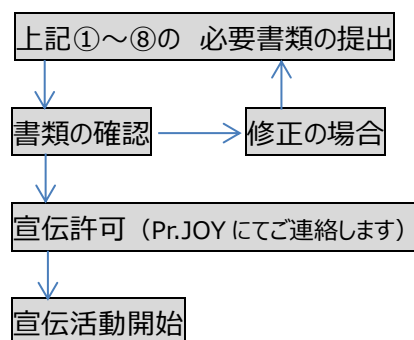 上記①～⑧の　必要書類の提出
書類の確認
修正の場合
宣伝許可（Pr.JOY にてご連絡します）
宣伝活動開始